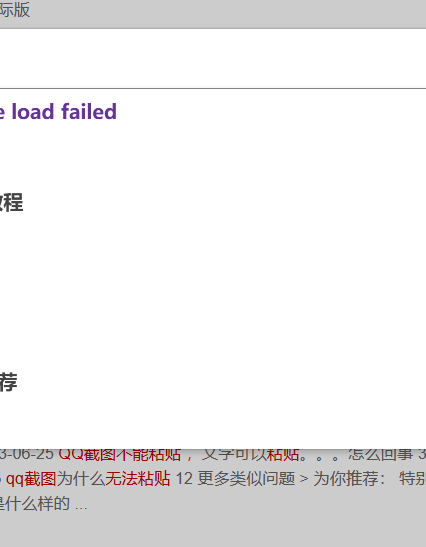 际版
e load failed
教程
荐
3-06-25 QQ截图不能粘贴 ，文字可以粘贴。。。怎么回事 3
qq截图为什么无法粘贴 12 更多类似问题 > 为你推荐： 特别
是什么样的 ...